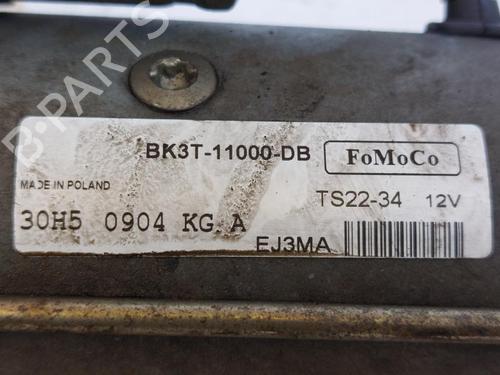 BK3T-11000-DB FoMoCo
MADE IN POLAND TS22-34 12V
30H5 0904 KG A
EJ3MA
B-PARTS